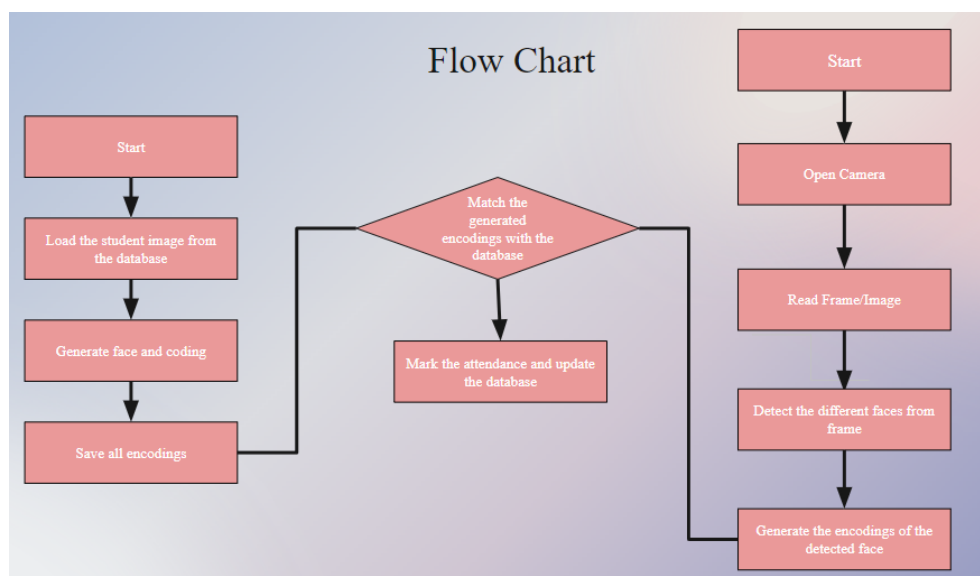 Flow Chart
Start
Load the student image from
the database
Generate face and coding
Save all encodings
Match the
generated
encodings with the
database
Mark the attendance and update
the database
Start
Open Camera
Read Frame/Image
Detect the different faces from
frame
Generate the encodings of the
detected face